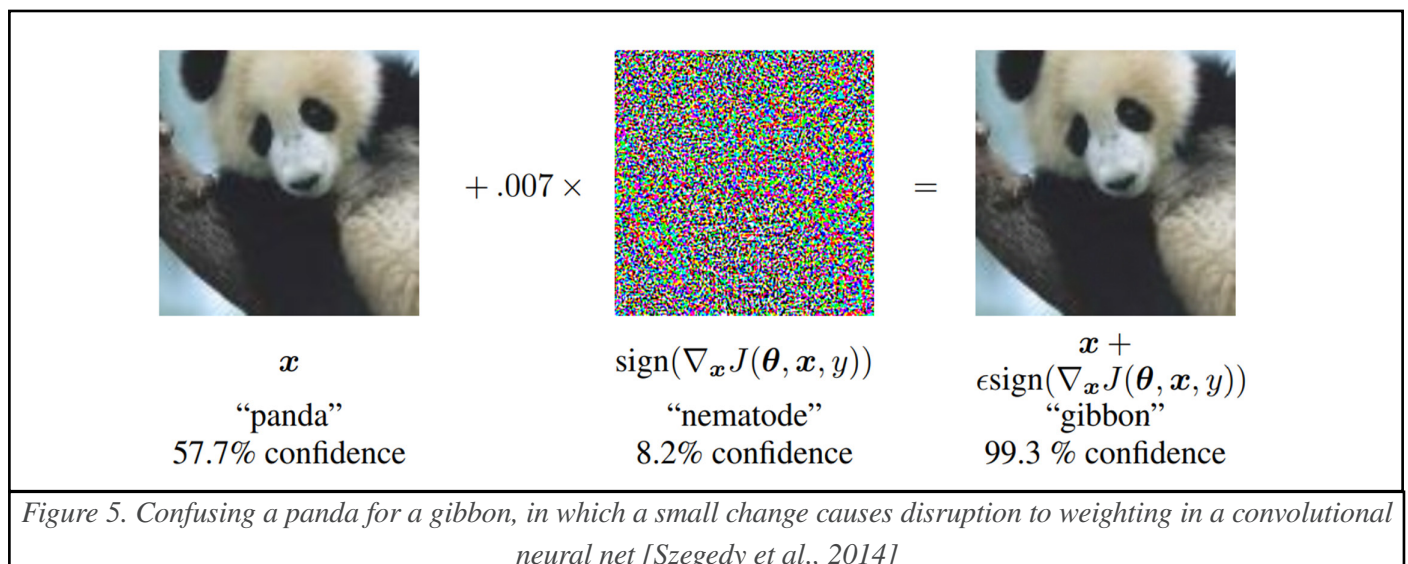 + .007 ×
=
x
sign(∇ₓJ(θ, x, y))
x +
ϵsign(∇ₓJ(θ, x, y))
“panda”
“nematode”
“gibbon”
57.7% confidence
8.2% confidence
99.3 % confidence
Figure 5. Confusing a panda for a gibbon, in which a small change causes disruption to weighting in a convolutional
neural net [Szegedy et al., 2014]